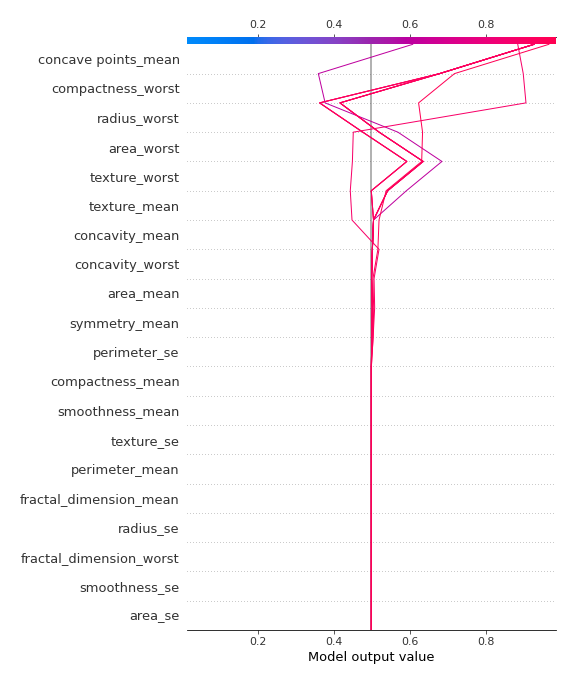 0.2 0.4 0.6 0.8
concave points_mean
compactness_worst
radius_worst
area_worst
texture_worst
texture_mean
concavity_mean
concavity_worst
area_mean
symmetry_mean
perimeter_se
compactness_mean
smoothness_mean
texture_se
perimeter_mean
fractal_dimension_mean
radius_se
fractal_dimension_worst
smoothness_se
area_se
0.2 0.4 0.6 0.8
Model output value